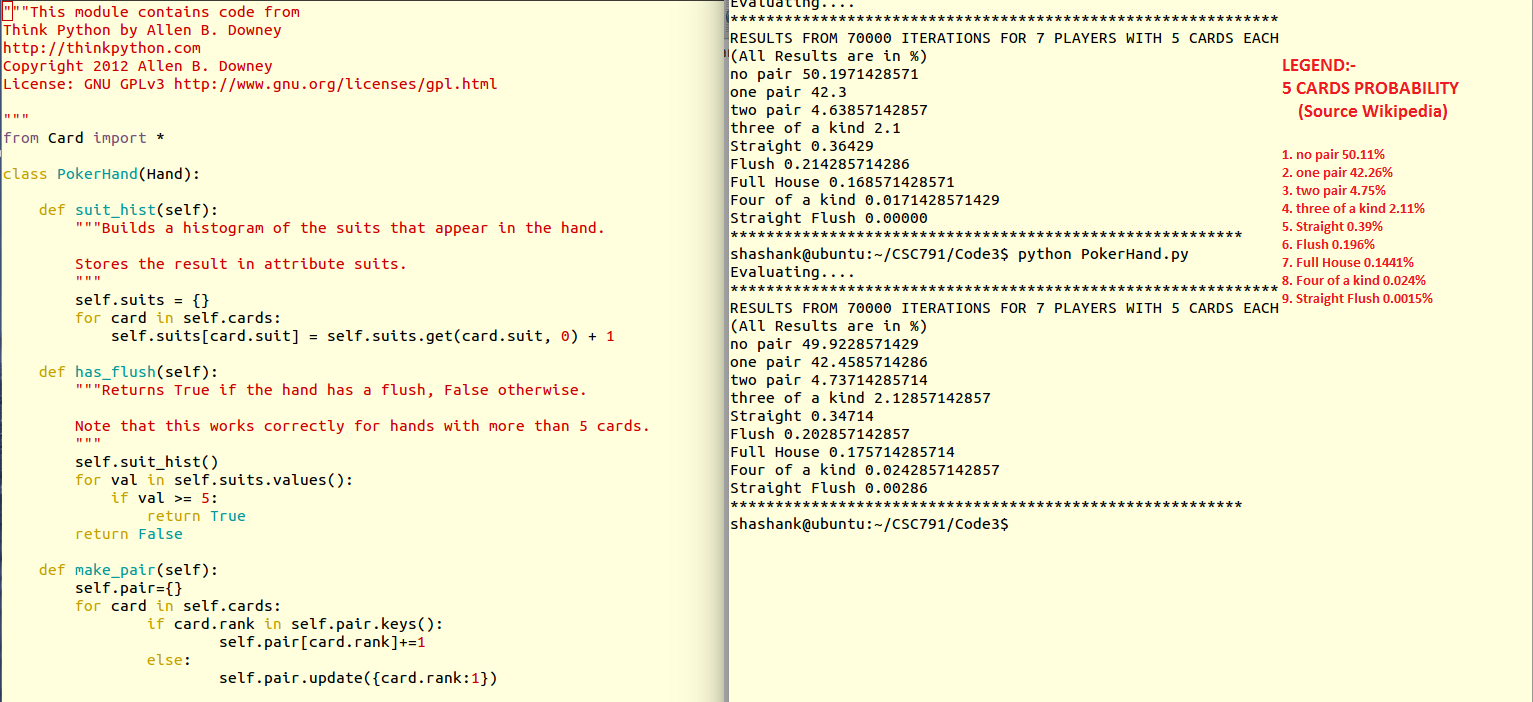 """This module contains code from
Think Python by Allen B. Downey
http://thinkpython.com
Copyright 2012 Allen B. Downey
License: GNU GPLv3 http://www.gnu.org/licenses/gpl.html
"""
from Card import *
class PokerHand(Hand):
def suit_hist(self):
"""Builds a histogram of the suits that appear in the hand.
Stores the result in attribute suits.
"""
self.suits = {}
for card in self.cards:
self.suits[card.suit] = self.suits.get(card.suit, 0) + 1
def has_flush(self):
"""Returns True if the hand has a flush, False otherwise.
Note that this works correctly for hands with more than 5 cards.
"""
self.suit_hist()
for val in self.suits.values():
if val >= 5:
return True
return False
def make_pair(self):
self.pair={}
for card in self.cards:
if card.rank in self.pair.keys():
self.pair[card.rank]+=1
else:
self.pair.update({card.rank:1})
Evaluating....
*************************************************************
RESULTS FROM 70000 ITERATIONS FOR 7 PLAYERS WITH 5 CARDS EACH
(All Results are in %)
no pair 50.1971428571
one pair 42.3
two pair 4.63857142857
three of a kind 2.1
Straight 0.36429
Flush 0.214285714286
Full House 0.168571428571
Four of a kind 0.0171428571429
Straight Flush 0.00000
*********************************************************
shashank@ubuntu:~/CSC791/Code3$ python PokerHand.py
Evaluating....
*************************************************************
RESULTS FROM 70000 ITERATIONS FOR 7 PLAYERS WITH 5 CARDS EACH
(All Results are in %)
no pair 49.9228571429
one pair 42.4585714286
two pair 4.73714285714
three of a kind 2.12857142857
Straight 0.34714
Flush 0.202857142857
Full House 0.175714285714
Four of a kind 0.0242857142857
Straight Flush 0.00286
*********************************************************
shashank@ubuntu:~/CSC791/Code3$
LEGEND:-
5 CARDS PROBABILITY
(Source Wikipedia)
1. no pair 50.11%
2. one pair 42.26%
3. two pair 4.75%
4. three of a kind 2.11%
5. Straight 0.39%
6. Flush 0.196%
7. Full House 0.1441%
8. Four of a kind 0.024%
9. Straight Flush 0.0015%